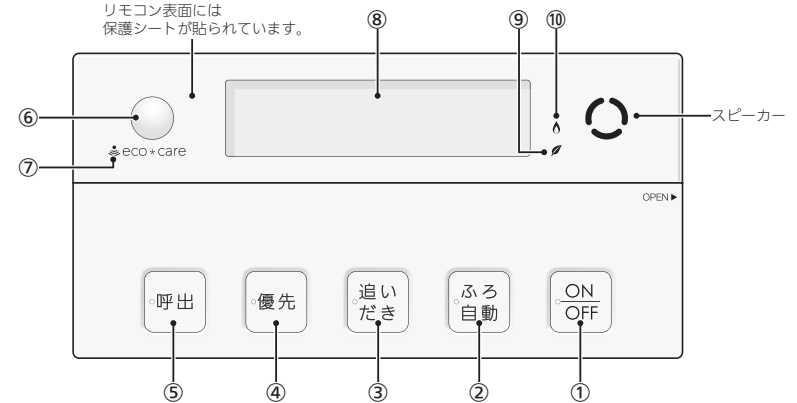 リモコン表面には
保護シートが貼られています。
⑧
⑨
⑩
⑥
スピーカー
eco*care
⑦
OPEN▶
呼出
優先
追い
だき
ふろ
自動
ON
OFF
⑤
④
③
②
①